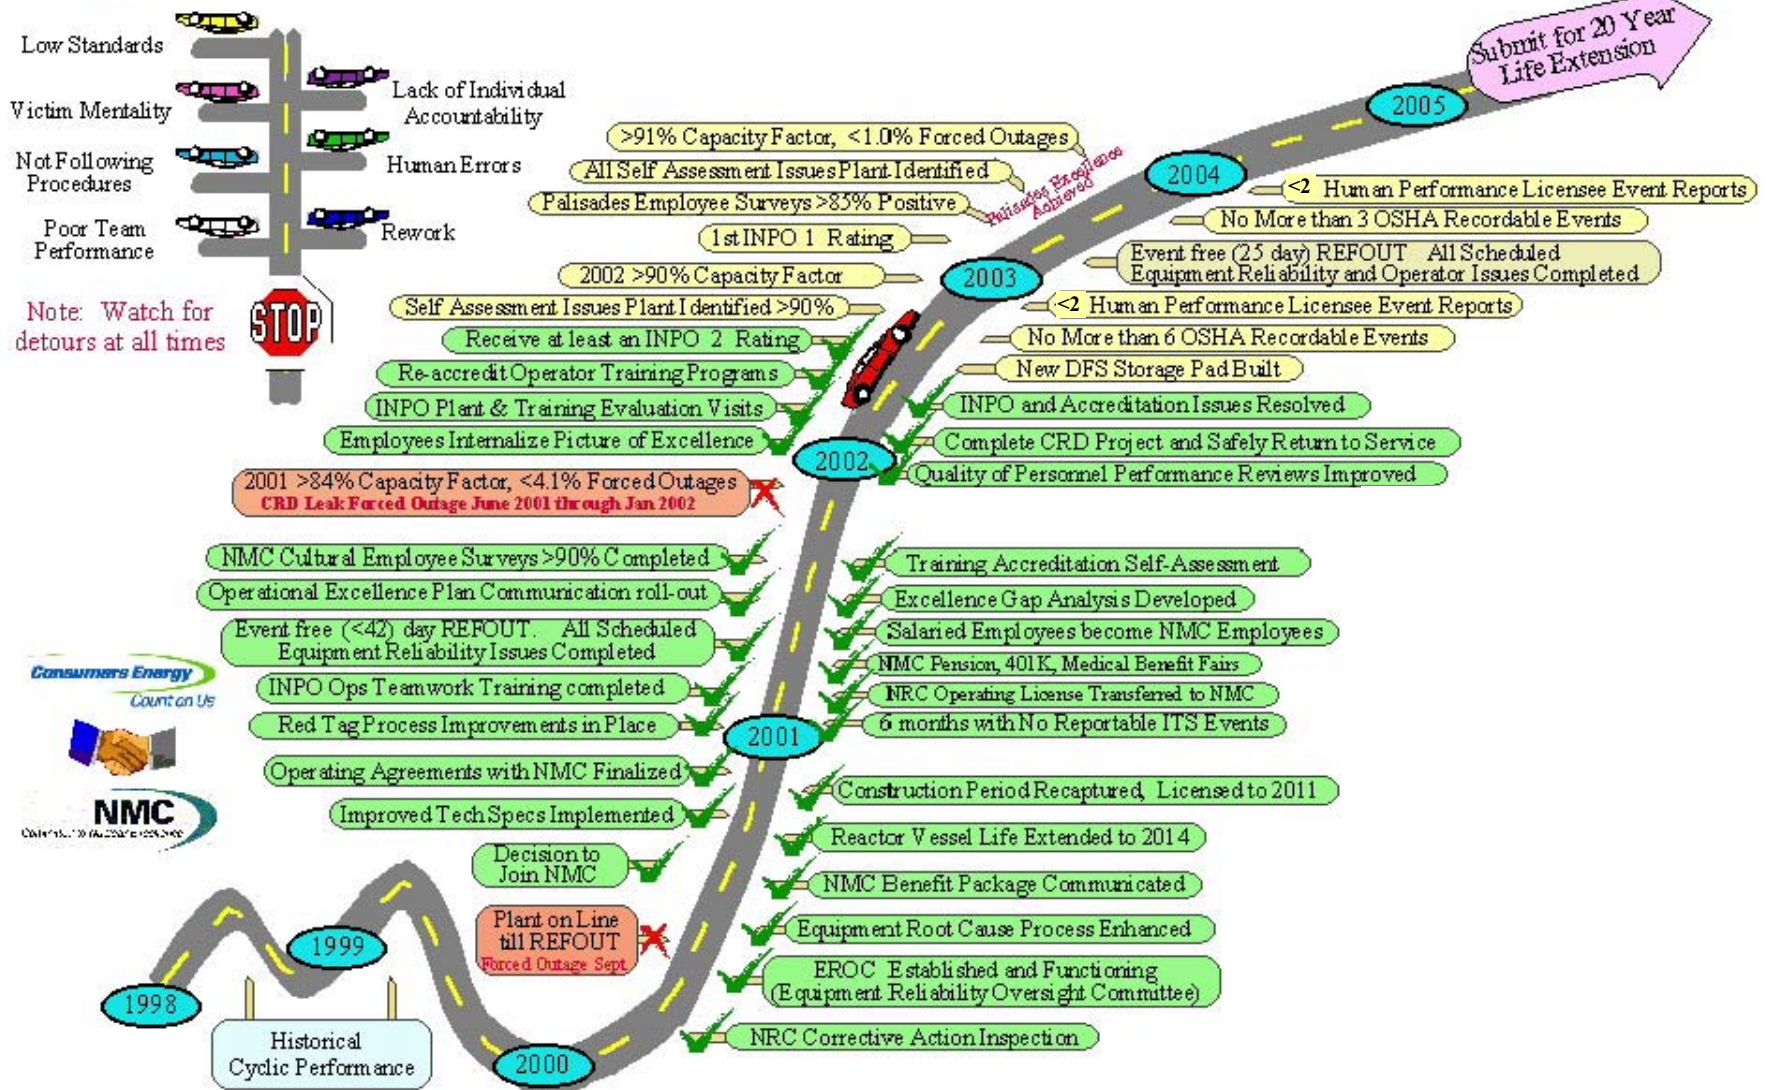 Low Standards
Victim Mentality
Not Following
Procedures
Poor Team
Performance
Lack of Individual
Accountability
Human Errors
Rework
Note: Watch for
detours at all times
STOP
Submit for 20 Year
Life Extension
2005
2004
2003
2002
2001
2000
1999
1998
>91% Capacity Factor, <1.0% Forced Outages
All Self Assessment Issues Plant Identified
Palisades Employee Surveys >85% Positive
Palisades Excellence
Achieved
1st INPO 1 Rating
2002 >90% Capacity Factor
Self Assessment Issues Plant Identified >90%
Receive at least an INPO 2 Rating
Re-accredit Operator Training Programs
INPO Plant & Training Evaluation Visits
Employees Internalize Picture of Excellence
2001 >84% Capacity Factor, <4.1% Forced Outages
CRD Leak Forced Outage June 2001 through Jan 2002
NMC Cultural Employee Surveys >90% Completed
Operational Excellence Plan Communication roll-out
Event free (<42) day REFOUT. All Scheduled
Equipment Reliability Issues Completed
INPO Ops Teamwork Training completed
Red Tag Process Improvements in Place
Operating Agreements with NMC Finalized
Improved Tech Specs Implemented
Decision to
Join NMC
Plant on Line
till REFOUT
Forced Outage Sept
<2 Human Performance Licensee Event Reports
No More than 3 OSHA Recordable Events
Event free (25 day) REFOUT All Scheduled
Equipment Reliability and Operator Issues Completed
<2 Human Performance Licensee Event Reports
No More than 6 OSHA Recordable Events
New DFS Storage Pad Built
INPO and Accreditation Issues Resolved
Complete CRD Project and Safely Return to Service
Quality of Personnel Performance Reviews Improved
Training Accreditation Self-Assessment
Excellence Gap Analysis Developed
Salaried Employees become NMC Employees
NMC Pension, 401K, Medical Benefit Fairs
NRC Operating License Transferred to NMC
6 months with No Reportable ITS Events
Construction Period Recaptured, Licensed to 2011
Reactor Vessel Life Extended to 2014
NMC Benefit Package Communicated
Equipment Root Cause Process Enhanced
EROC Established and Functioning
(Equipment Reliability Oversight Committee)
NRC Corrective Action Inspection
Consumers Energy
Count on Us
NMC
Historical
Cyclic Performance